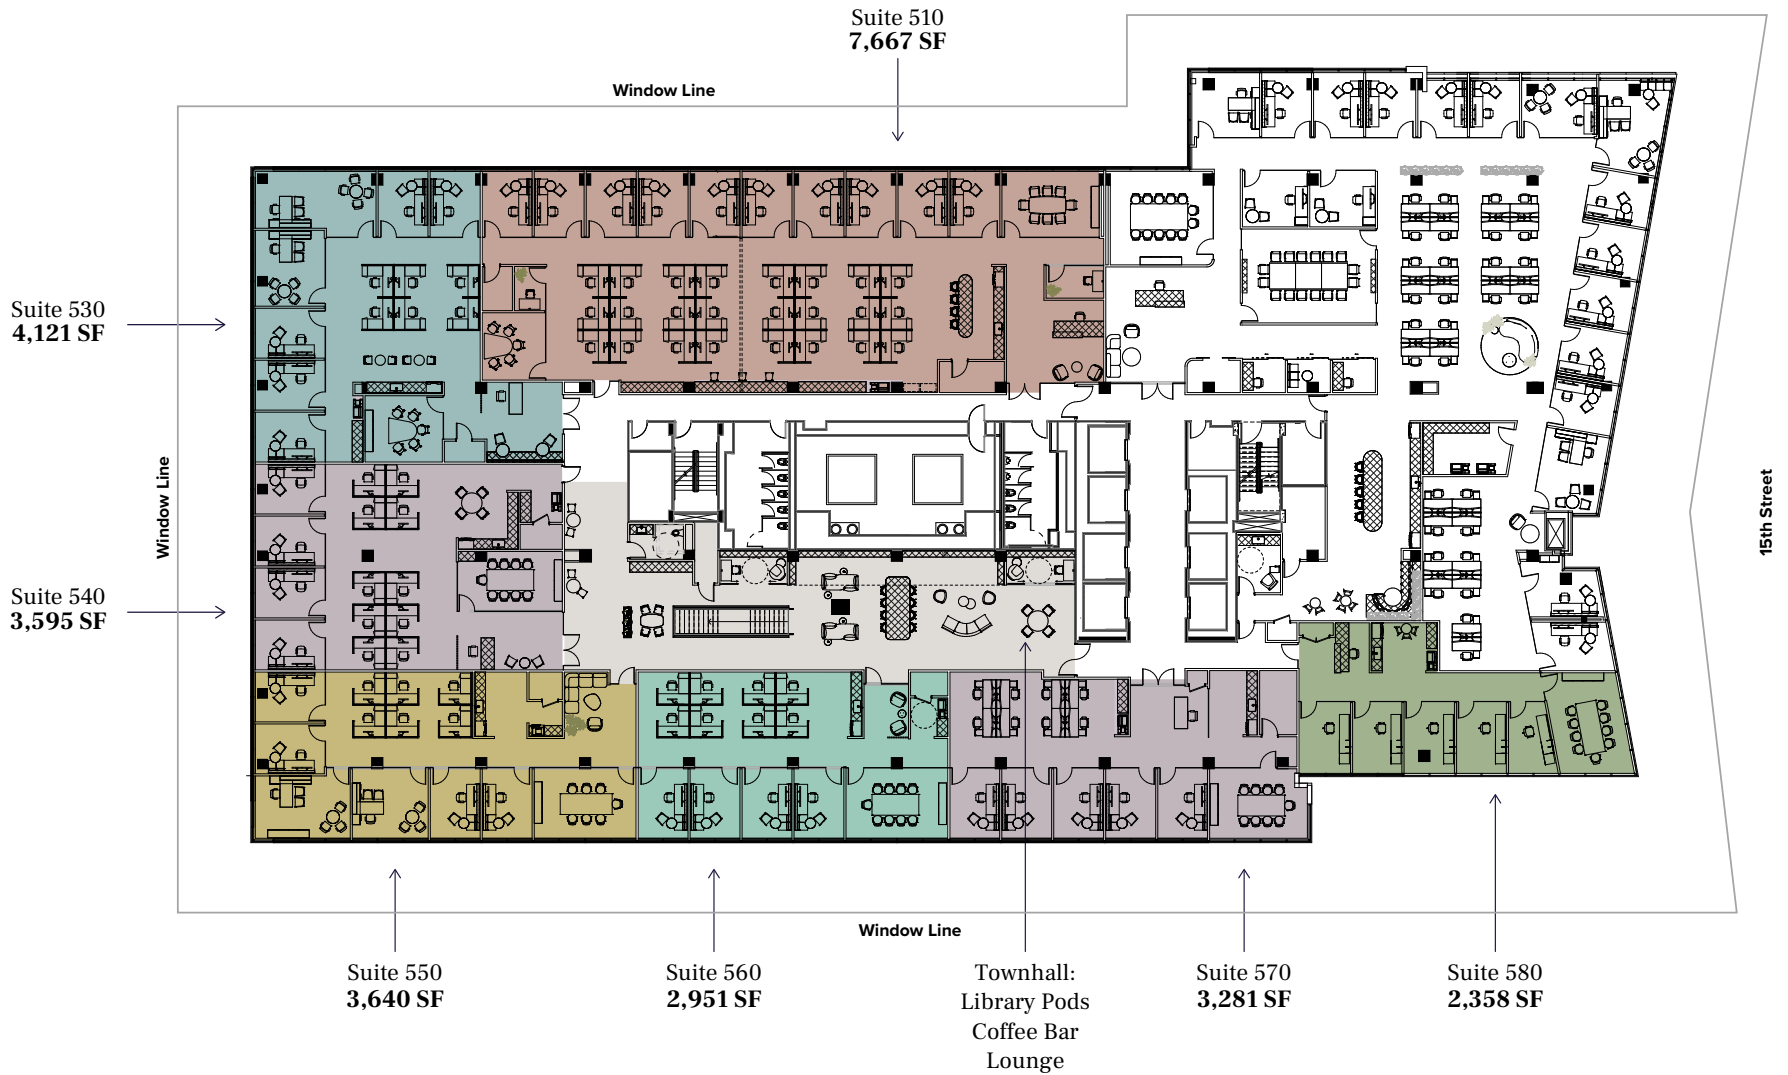 Suite 510
7,667 SF
Window Line
Suite 530
4,121 SF
Window Line
15th Street
Suite 540
3,595 SF
Window Line
Suite 550
3,640 SF
Suite 560
2,951 SF
Townhall:
Library Pods
Coffee Bar
Lounge
Suite 570
3,281 SF
Suite 580
2,358 SF